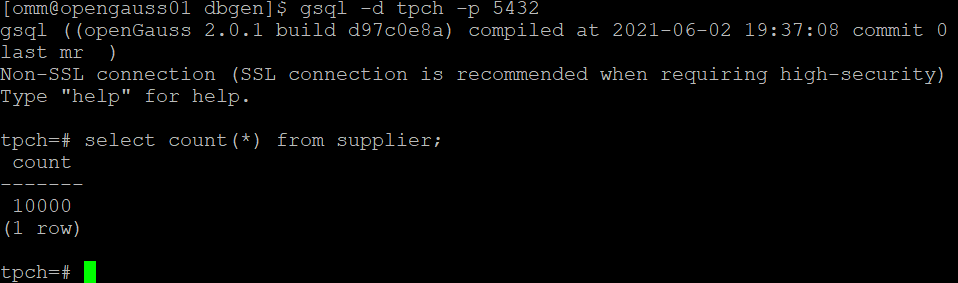 [omm@opengauss01 dbgen]$ gsql -d tpch -p 5432
gsql ((openGauss 2.0.1 build d97c0e8a) compiled at 2021-06-02 19:37:08 commit 0
last mr  )
Non-SSL connection (SSL connection is recommended when requiring high-security)
Type "help" for help.

tpch=# select count(*) from supplier;
 count
-------
 10000
(1 row)

tpch=#